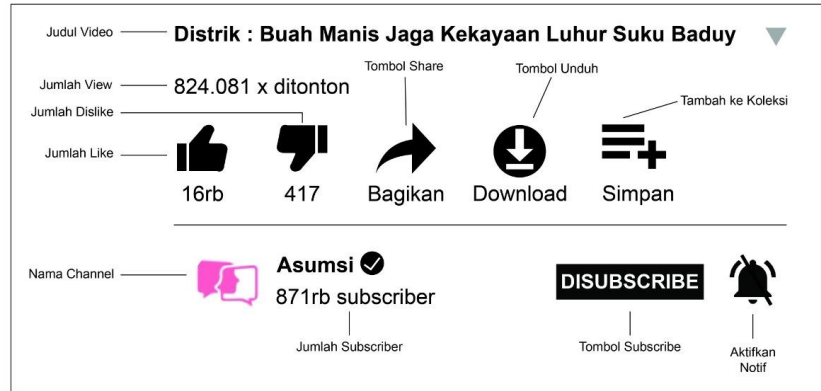 Judul Video
Distrik : Buah Manis Jaga Kekayaan Luhur Suku Baduy
Jumlah View
824.081 x ditonton
Tombol Share
Tombol Unduh
Tambah ke Koleksi
Jumlah Dislike
Jumlah Like
16rb
417
Bagikan
Download
Simpan
Nama Channel
Asumsi
871rb subscriber
DISUBSCRIBE
Jumlah Subscriber
Tombol Subscribe
Aktifkan
Notif